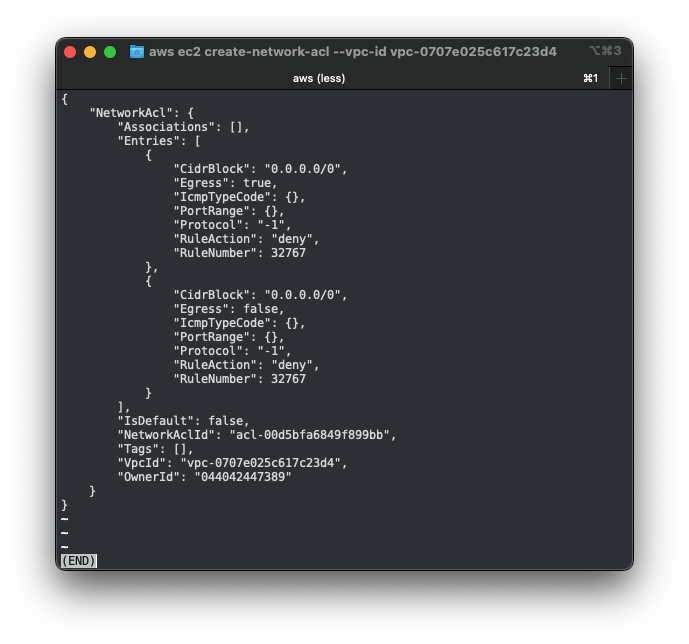 aws ec2 create-network-acl --vpc-id vpc-0707e025c617c23d4 ⌥⌘3
aws (less) ⌘1 +
{
    "NetworkAcl": {
        "Associations": [],
        "Entries": [
            {
                "CidrBlock": "0.0.0.0/0",
                "Egress": true,
                "IcmpTypeCode": {},
                "PortRange": {},
                "Protocol": "-1",
                "RuleAction": "deny",
                "RuleNumber": 32767
            },
            {
                "CidrBlock": "0.0.0.0/0",
                "Egress": false,
                "IcmpTypeCode": {},
                "PortRange": {},
                "Protocol": "-1",
                "RuleAction": "deny",
                "RuleNumber": 32767
            }
        ],
        "IsDefault": false,
        "NetworkAclId": "acl-00d5bfa6849f899bb",
        "Tags": [],
        "VpcId": "vpc-0707e025c617c23d4",
        "OwnerId": "044042447389"
    }
}
~
~
~
(END)